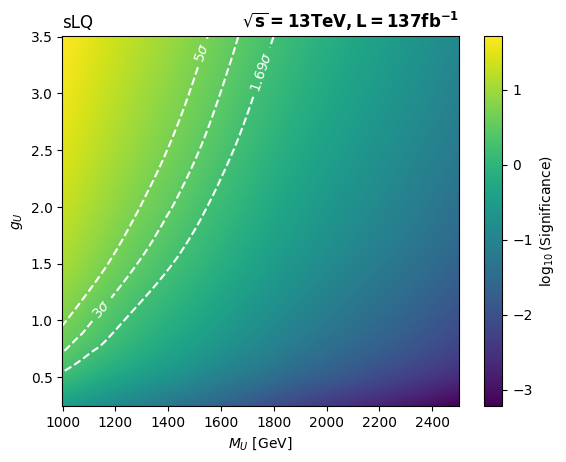 sLQ
√s = 13TeV, L = 137fb⁻¹
3.5
3.0
2.5
2.0
1.5
1.0
0.5
g_U
5σ
3σ
1.69σ
1000
1200
1400
1600
1800
2000
2200
2400
M_U [GeV]
1
0
−1
−2
−3
log₁₀(Significance)